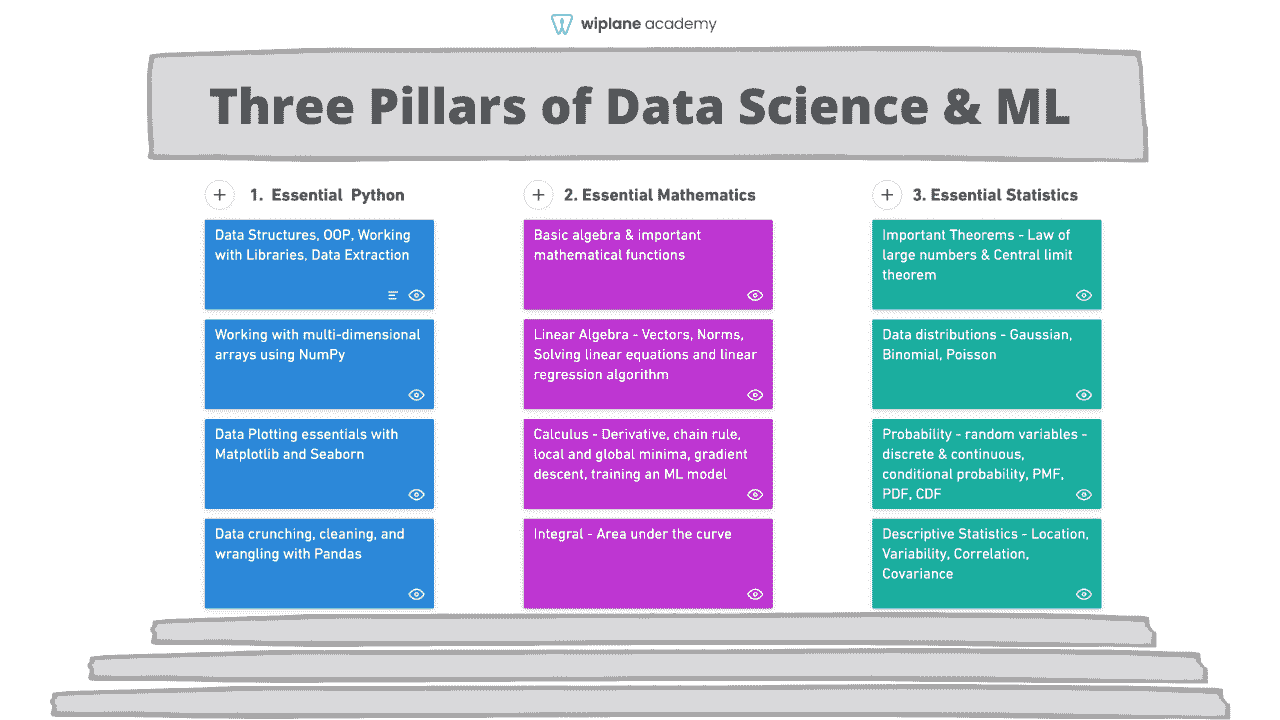 wiplane academy
Three Pillars of Data Science & ML
1. Essential Python
Data Structures, OOP, Working
with Libraries, Data Extraction
Working with multi-dimensional
arrays using NumPy
Data Plotting essentials with
Matplotlib and Seaborn
Data crunching, cleaning, and
wrangling with Pandas
2. Essential Mathematics
Basic algebra & important
mathematical functions
Linear Algebra - Vectors, Norms,
Solving linear equations and linear
regression algorithm
Calculus - Derivative, chain rule,
local and global minima, gradient
descent, training an ML model
Integral - Area under the curve
3. Essential Statistics
Important Theorems - Law of
large numbers & Central limit
theorem
Data distributions - Gaussian,
Binomial, Poisson
Probability - random variables -
discrete & continuous,
conditional probability, PMF,
PDF, CDF
Descriptive Statistics - Location,
Variability, Correlation,
Covariance